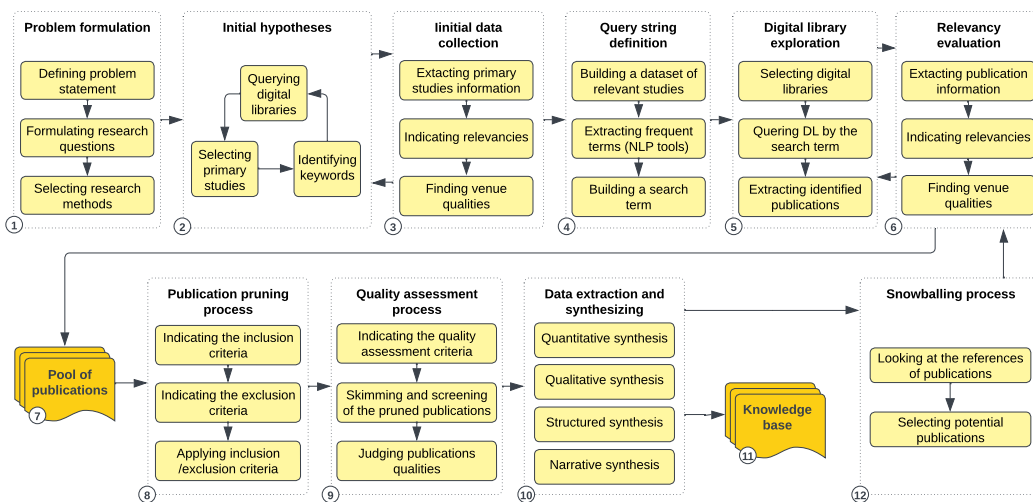 Problem formulation
Defining problem
statement
Formulating research
questions
Selecting research
methods
1
Initial hypotheses
Querying
digital
libraries
Selecting
primary
studies
Identifying
keywords
2
Iinitial data
collection
Extacting primary
studies information
Indicating relevancies
Finding venue
qualities
3
Query string
definition
Building a dataset of
relevant studies
Extracting frequent
terms (NLP tools)
Building a search
term
4
Digital library
exploration
Selecting digital
libraries
Quering DL by the
search term
Extracting identified
publications
5
Relevancy
evaluation
Extacting publication
information
Indicating relevancies
Finding venue
qualities
6
Pool of
publications
7
Publication pruning
process
Indicating the inclusion
criteria
Indicating the exclusion
criteria
Applying inclusion
/exclusion criteria
8
Quality assessment
process
Indicating the quality
assessment criteria
Skimming and screening
of the pruned publications
Judging publications
qualities
9
Data extraction and
synthesizing
Quantitative synthesis
Qualitative synthesis
Structured synthesis
Narrative synthesis
10
Knowledge
base
11
Snowballing process
Looking at the references
of publications
Selecting potential
publications
12